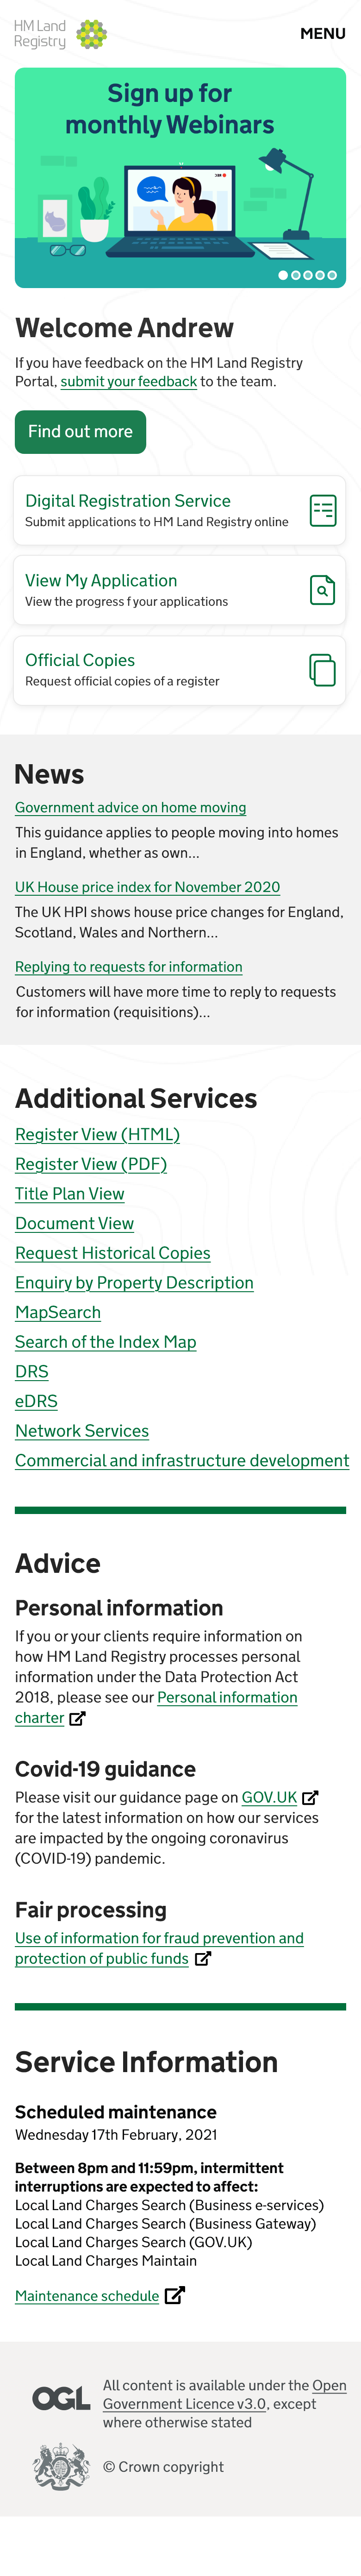 HM Land
Registry
MENU
Sign up for
monthly Webinars
Welcome Andrew
If you have feedback on the HM Land Registry
Portal, submit your feedback to the team.
Find out more
Digital Registration Service
Submit applications to HM Land Registry online
View My Application
View the progress f your applications
Official Copies
Request official copies of a register
News
Government advice on home moving
This guidance applies to people moving into homes
in England, whether as own...
UK House price index for November 2020
The UK HPI shows house price changes for England,
Scotland, Wales and Northern...
Replying to requests for information
Customers will have more time to reply to requests
for information (requisitions)...
Additional Services
Register View (HTML)
Register View (PDF)
Title Plan View
Document View
Request Historical Copies
Enquiry by Property Description
MapSearch
Search of the Index Map
DRS
eDRS
Network Services
Commercial and infrastructure development
Advice
Personal information
If you or your clients require information on
how HM Land Registry processes personal
information under the Data Protection Act
2018, please see our Personal information
charter
Covid-19 guidance
Please visit our guidance page on GOV.UK
for the latest information on how our services
are impacted by the ongoing coronavirus
(COVID-19) pandemic.
Fair processing
Use of information for fraud prevention and
protection of public funds
Service Information
Scheduled maintenance
Wednesday 17th February, 2021
Between 8pm and 11:59pm, intermittent
interruptions are expected to affect:
Local Land Charges Search (Business e-services)
Local Land Charges Search (Business Gateway)
Local Land Charges Search (GOV.UK)
Local Land Charges Maintain
Maintenance schedule
OGL
All content is available under the Open
Government Licence v3.0, except
where otherwise stated
© Crown copyright